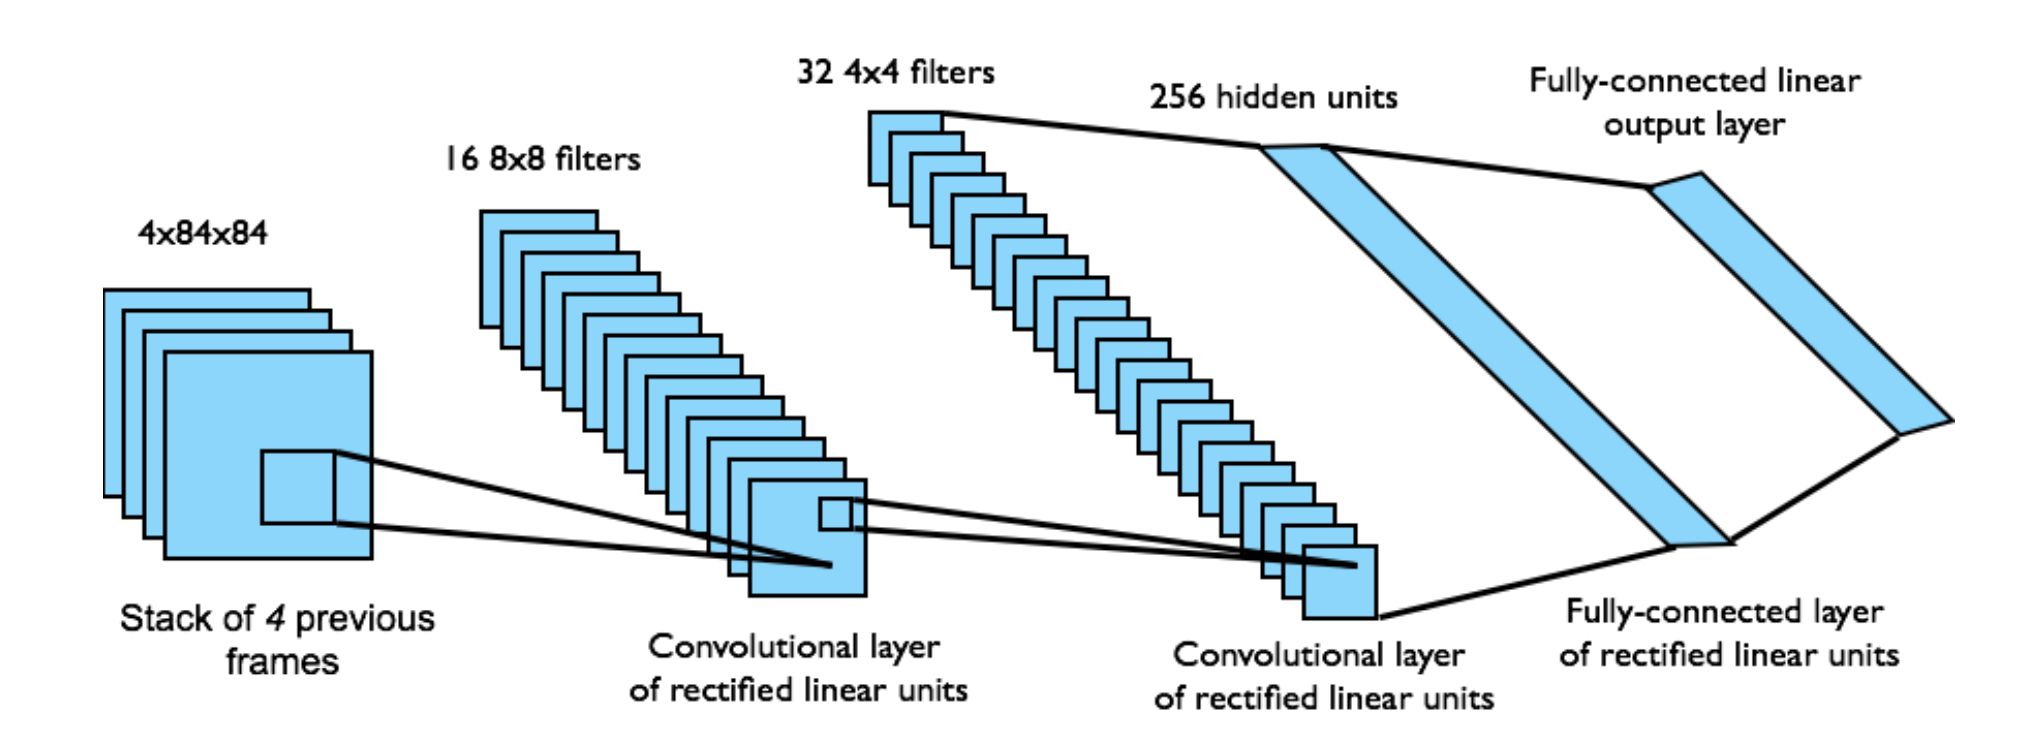 4x84x84
Stack of 4 previous
frames
16 8x8 filters
Convolutional layer
of rectified linear units
32 4x4 filters
Convolutional layer
of rectified linear units
256 hidden units
Fully-connected layer
of rectified linear units
Fully-connected linear
output layer